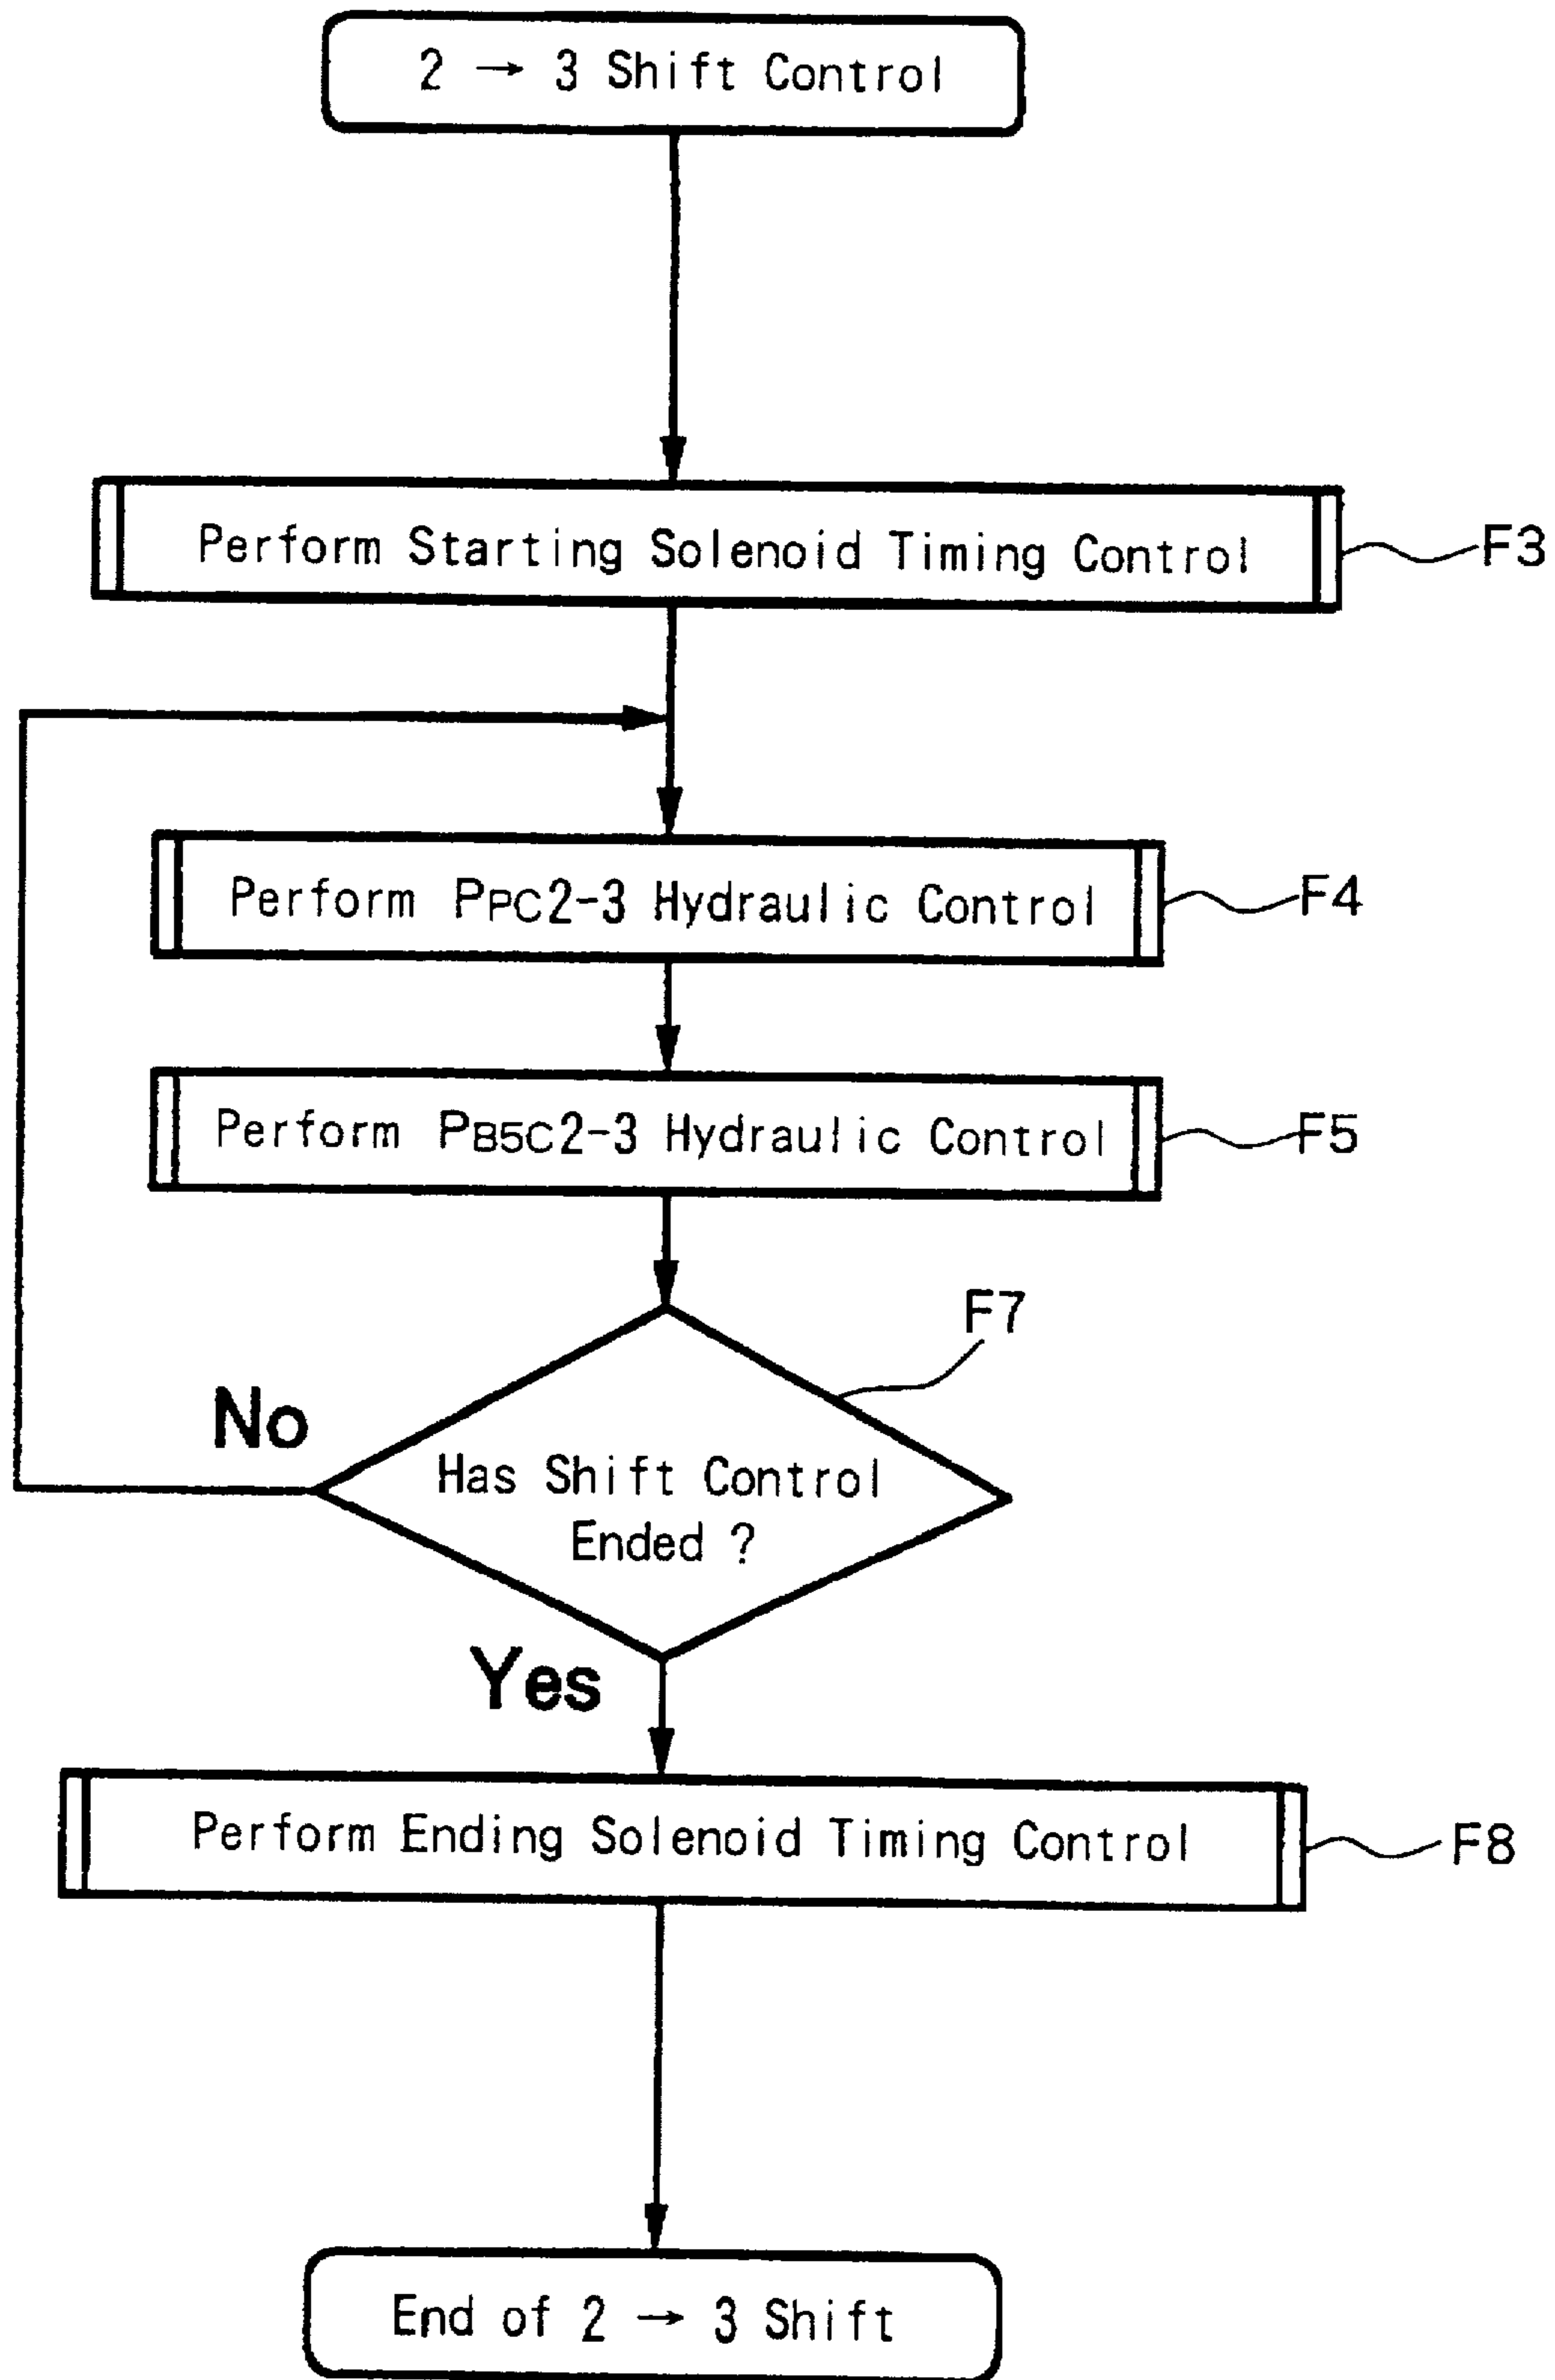 2 → 3 Shift Control
Perform Starting Solenoid Timing Control
F3
Perform PPC2-3 Hydraulic Control
F4
Perform PB5C2-3 Hydraulic Control
F5
F7
No
Has Shift Control
Ended ?
Yes
Perform Ending Solenoid Timing Control
F8
End of 2 → 3 Shift